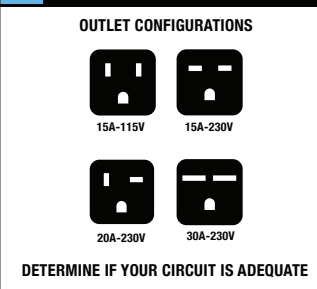 OUTLET CONFIGURATIONS
15A-115V 15A-230V
20A-230V 30A-230V
DETERMINE IF YOUR CIRCUIT IS ADEQUATE